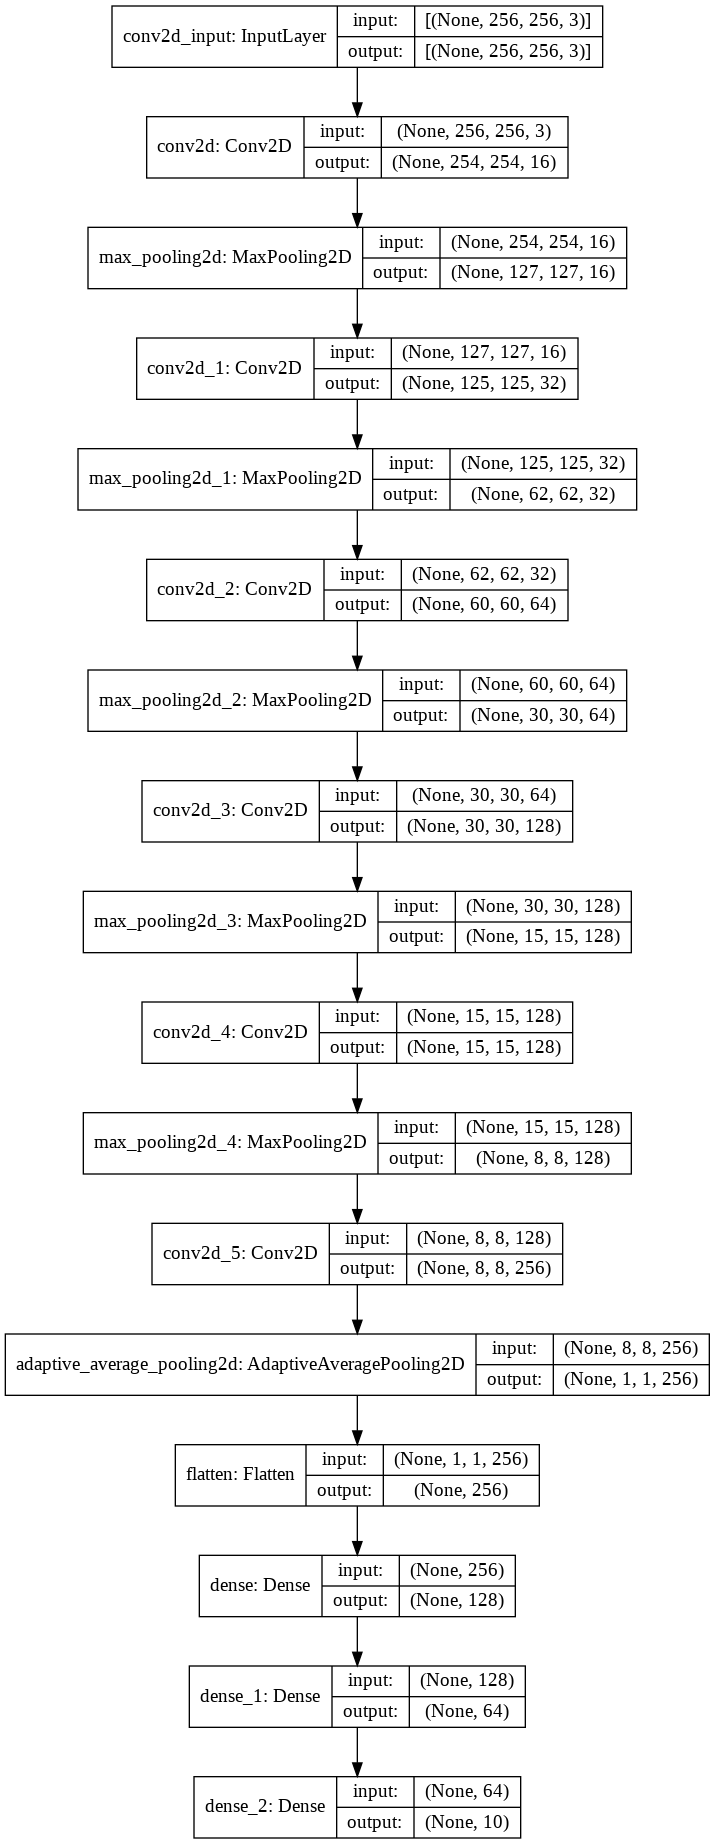 conv2d_input: InputLayer
input: [(None, 256, 256, 3)]
output: [(None, 256, 256, 3)]
conv2d: Conv2D
input: (None, 256, 256, 3)
output: (None, 254, 254, 16)
max_pooling2d: MaxPooling2D
input: (None, 254, 254, 16)
output: (None, 127, 127, 16)
conv2d_1: Conv2D
input: (None, 127, 127, 16)
output: (None, 125, 125, 32)
max_pooling2d_1: MaxPooling2D
input: (None, 125, 125, 32)
output: (None, 62, 62, 32)
conv2d_2: Conv2D
input: (None, 62, 62, 32)
output: (None, 60, 60, 64)
max_pooling2d_2: MaxPooling2D
input: (None, 60, 60, 64)
output: (None, 30, 30, 64)
conv2d_3: Conv2D
input: (None, 30, 30, 64)
output: (None, 30, 30, 128)
max_pooling2d_3: MaxPooling2D
input: (None, 30, 30, 128)
output: (None, 15, 15, 128)
conv2d_4: Conv2D
input: (None, 15, 15, 128)
output: (None, 15, 15, 128)
max_pooling2d_4: MaxPooling2D
input: (None, 15, 15, 128)
output: (None, 8, 8, 128)
conv2d_5: Conv2D
input: (None, 8, 8, 128)
output: (None, 8, 8, 256)
adaptive_average_pooling2d: AdaptiveAveragePooling2D
input: (None, 8, 8, 256)
output: (None, 1, 1, 256)
flatten: Flatten
input: (None, 1, 1, 256)
output: (None, 256)
dense: Dense
input: (None, 256)
output: (None, 128)
dense_1: Dense
input: (None, 128)
output: (None, 64)
dense_2: Dense
input: (None, 64)
output: (None, 10)